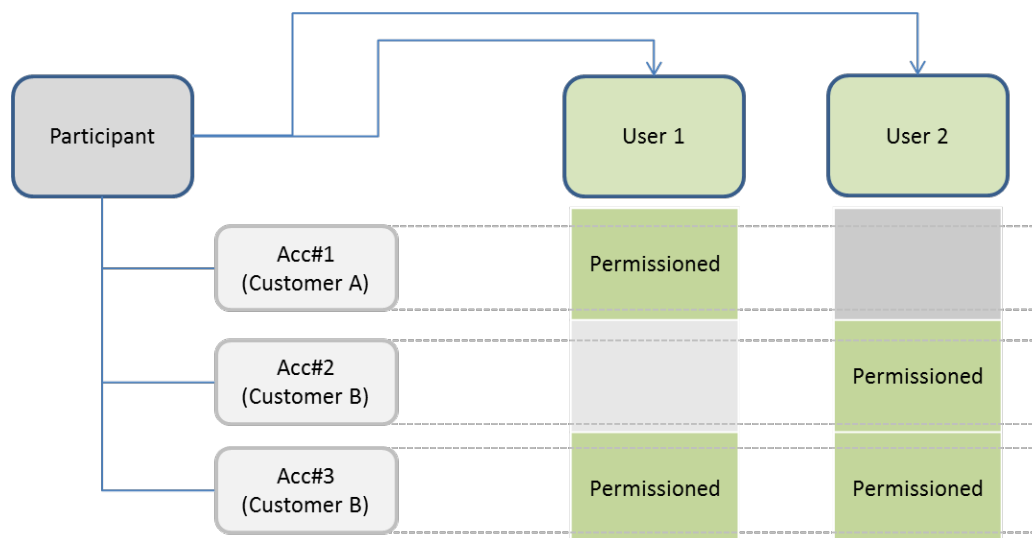 Participant
User 1
User 2
Acc#1
(Customer A)
Permissioned
Acc#2
(Customer B)
Permissioned
Acc#3
(Customer B)
Permissioned
Permissioned